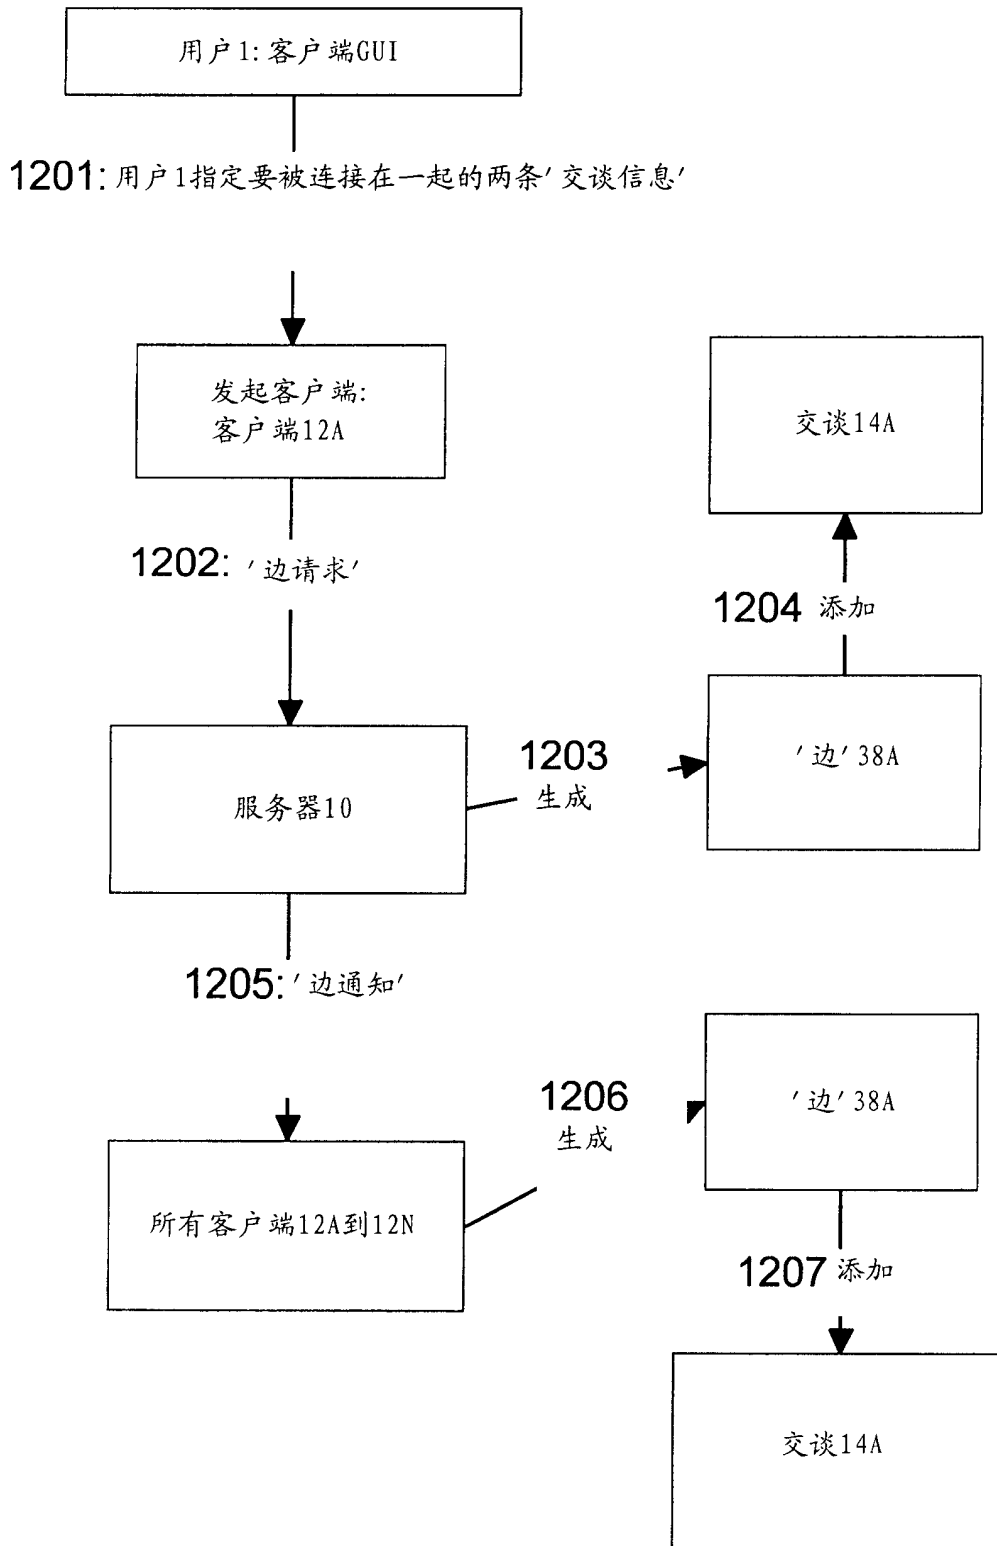 用户1:客户端GUI
1201:用户1指定要被连接在一起的两条'交谈信息'
发起客户端:
客户端12A
交谈14A
1202:'边请求'
1204 添加
'边'38A
1203
生成
服务器10
1205:'边通知'
1206
生成
'边'38A
所有客户端12A到12N
1207 添加
交谈14A